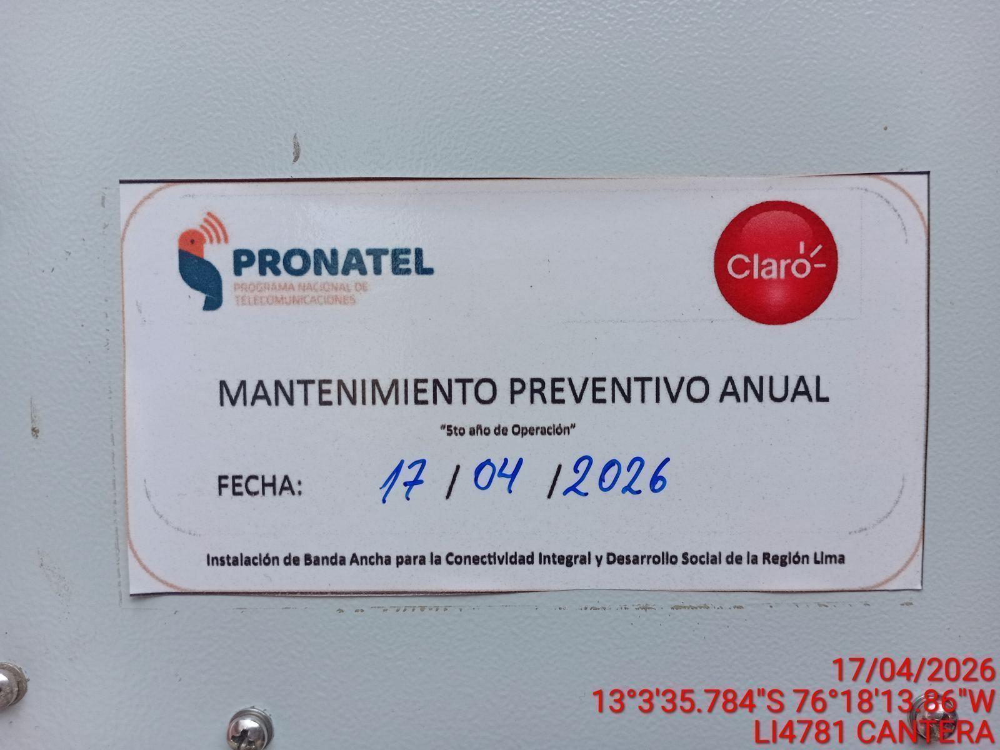 PRONATEL
PROGRAMA NACIONAL DE
TELECOMUNICACIONES
Claro
MANTENIMIENTO PREVENTIVO ANUAL
"5to año de Operación"
FECHA: 17 / 04 / 2026
Instalación de Banda Ancha para la Conectividad Integral y Desarrollo Social de la Región Lima
17/04/2026
13°3'35.784"S 76°18'13.86"W
LI4781 CANTERA